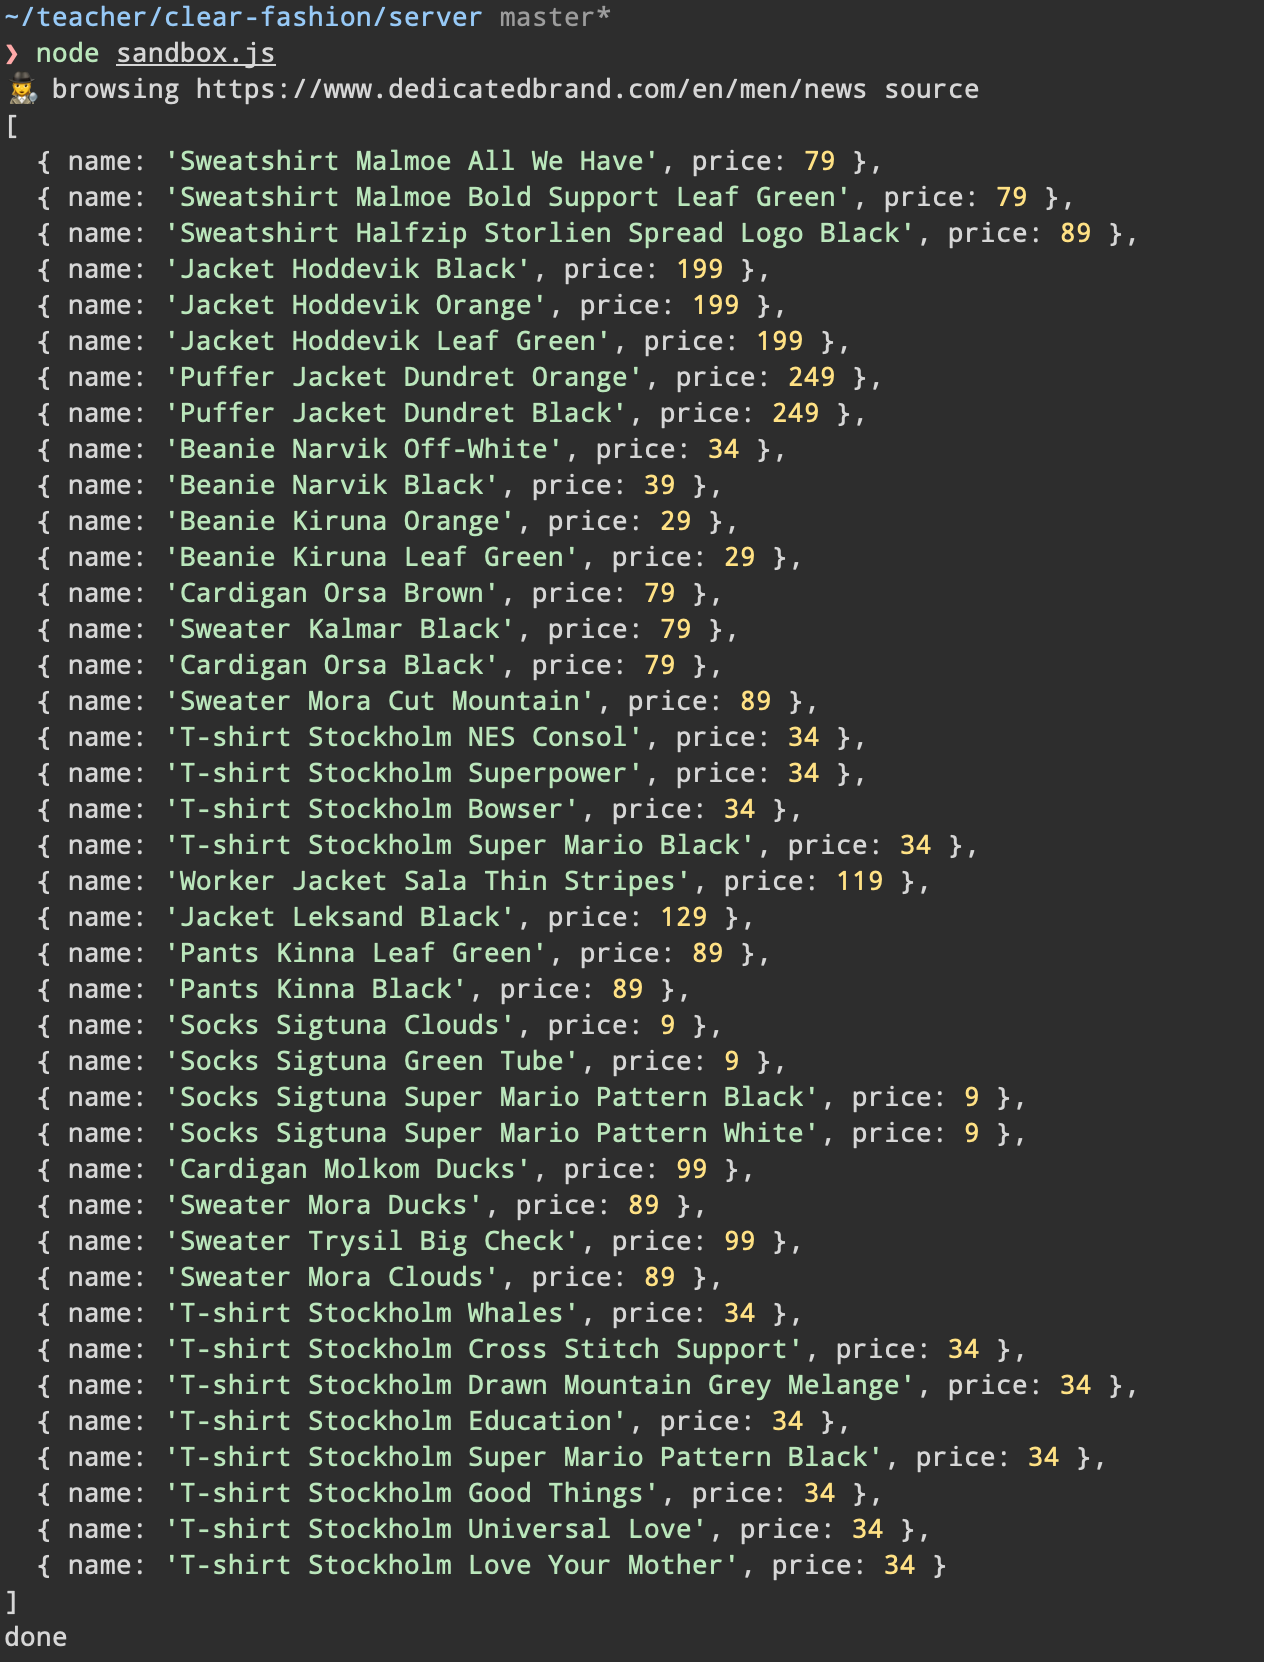 ~/teacher/clear-fashion/server master*
❯ node sandbox.js
🕵️ browsing https://www.dedicatedbrand.com/en/men/news source
[
  { name: 'Sweatshirt Malmoe All We Have', price: 79 },
  { name: 'Sweatshirt Malmoe Bold Support Leaf Green', price: 79 },
  { name: 'Sweatshirt Halfzip Storlien Spread Logo Black', price: 89 },
  { name: 'Jacket Hoddevik Black', price: 199 },
  { name: 'Jacket Hoddevik Orange', price: 199 },
  { name: 'Jacket Hoddevik Leaf Green', price: 199 },
  { name: 'Puffer Jacket Dundret Orange', price: 249 },
  { name: 'Puffer Jacket Dundret Black', price: 249 },
  { name: 'Beanie Narvik Off-White', price: 34 },
  { name: 'Beanie Narvik Black', price: 39 },
  { name: 'Beanie Kiruna Orange', price: 29 },
  { name: 'Beanie Kiruna Leaf Green', price: 29 },
  { name: 'Cardigan Orsa Brown', price: 79 },
  { name: 'Sweater Kalmar Black', price: 79 },
  { name: 'Cardigan Orsa Black', price: 79 },
  { name: 'Sweater Mora Cut Mountain', price: 89 },
  { name: 'T-shirt Stockholm NES Consol', price: 34 },
  { name: 'T-shirt Stockholm Superpower', price: 34 },
  { name: 'T-shirt Stockholm Bowser', price: 34 },
  { name: 'T-shirt Stockholm Super Mario Black', price: 34 },
  { name: 'Worker Jacket Sala Thin Stripes', price: 119 },
  { name: 'Jacket Leksand Black', price: 129 },
  { name: 'Pants Kinna Leaf Green', price: 89 },
  { name: 'Pants Kinna Black', price: 89 },
  { name: 'Socks Sigtuna Clouds', price: 9 },
  { name: 'Socks Sigtuna Green Tube', price: 9 },
  { name: 'Socks Sigtuna Super Mario Pattern Black', price: 9 },
  { name: 'Socks Sigtuna Super Mario Pattern White', price: 9 },
  { name: 'Cardigan Molkom Ducks', price: 99 },
  { name: 'Sweater Mora Ducks', price: 89 },
  { name: 'Sweater Trysil Big Check', price: 99 },
  { name: 'Sweater Mora Clouds', price: 89 },
  { name: 'T-shirt Stockholm Whales', price: 34 },
  { name: 'T-shirt Stockholm Cross Stitch Support', price: 34 },
  { name: 'T-shirt Stockholm Drawn Mountain Grey Melange', price: 34 },
  { name: 'T-shirt Stockholm Education', price: 34 },
  { name: 'T-shirt Stockholm Super Mario Pattern Black', price: 34 },
  { name: 'T-shirt Stockholm Good Things', price: 34 },
  { name: 'T-shirt Stockholm Universal Love', price: 34 },
  { name: 'T-shirt Stockholm Love Your Mother', price: 34 }
]
done